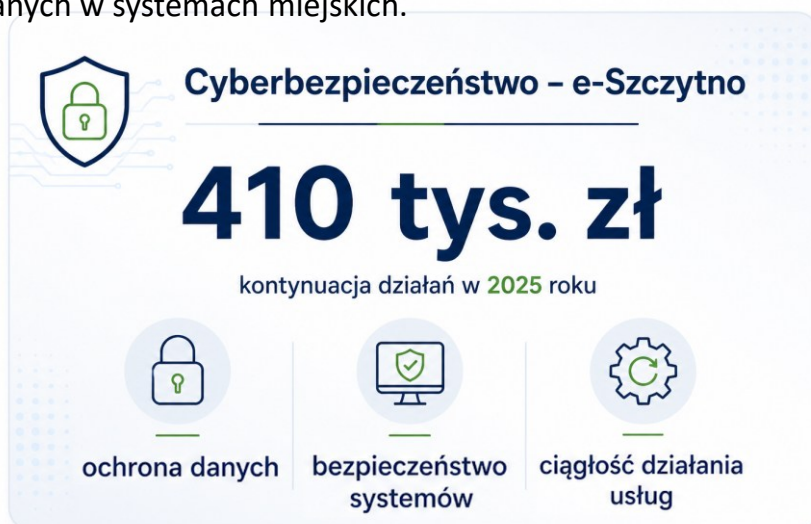 danych w systemach miejskich.
Cyberbezpieczeństwo – e-Szczytno
410 tys. zł
kontynuacja działań w 2025 roku
ochrona danych
bezpieczeństwo
systemów
ciągłość działania
usług